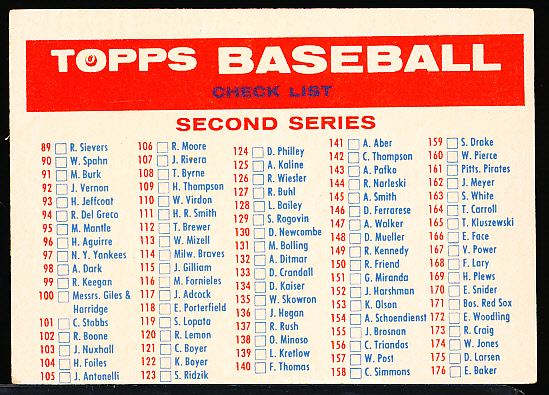 TOPPS BASEBALL
CHECK LIST
SECOND SERIES
89 R. Sievers
90 W. Spahn
91 M. Burk
92 J. Vernon
93 H. Jeffcoat
94 R. Del Greco
95 M. Mantle
96 H. Aguirre
97 N. Y. Yankees
98 A. Dark
99 R. Keegan
100 Messrs. Giles &
Harridge
101 C. Stobbs
102 R. Boone
103 J. Nuxhall
104 H. Foiles
105 J. Antonelli
106 R. Moore
107 J. Rivera
108 T. Byrne
109 H. Thompson
110 W. Virdon
111 H. R. Smith
112 T. Brewer
113 W. Mizell
114 Milw. Braves
115 J. Gilliam
116 M. Fornieles
117 J. Adcock
118 E. Porterfield
119 S. Lopata
120 R. Lemon
121 C. Boyer
122 K. Boyer
123 S. Ridzik
124 D. Philley
125 A. Kaline
126 R. Wiesler
127 R. Buhl
128 L. Bailey
129 S. Rogovin
130 D. Newcombe
131 M. Bolling
132 A. Ditmar
133 D. Crandall
134 D. Kaiser
135 W. Skowron
136 J. Hegan
137 R. Rush
138 O. Minoso
139 L. Kretlow
140 F. Thomas
141 A. Aber
142 C. Thompson
143 A. Pafko
144 R. Narleski
145 A. Smith
146 D. Ferrarese
147 A. Walker
148 D. Mueller
149 R. Kennedy
150 R. Friend
151 G. Miranda
152 J. Harshman
153 K. Olson
154 A. Schoendienst
155 J. Brosnan
156 C. Triandos
157 W. Post
158 C. Simmons
159 S. Drake
160 W. Pierce
161 Pitts. Pirates
162 J. Meyer
163 S. White
164 T. Carroll
165 T. Kluszewski
166 E. Face
167 V. Power
168 F. Lary
169 H. Plews
170 E. Snider
171 Bos. Red Sox
172 E. Woodling
173 R. Craig
174 W. Jones
175 D. Larsen
176 E. Baker